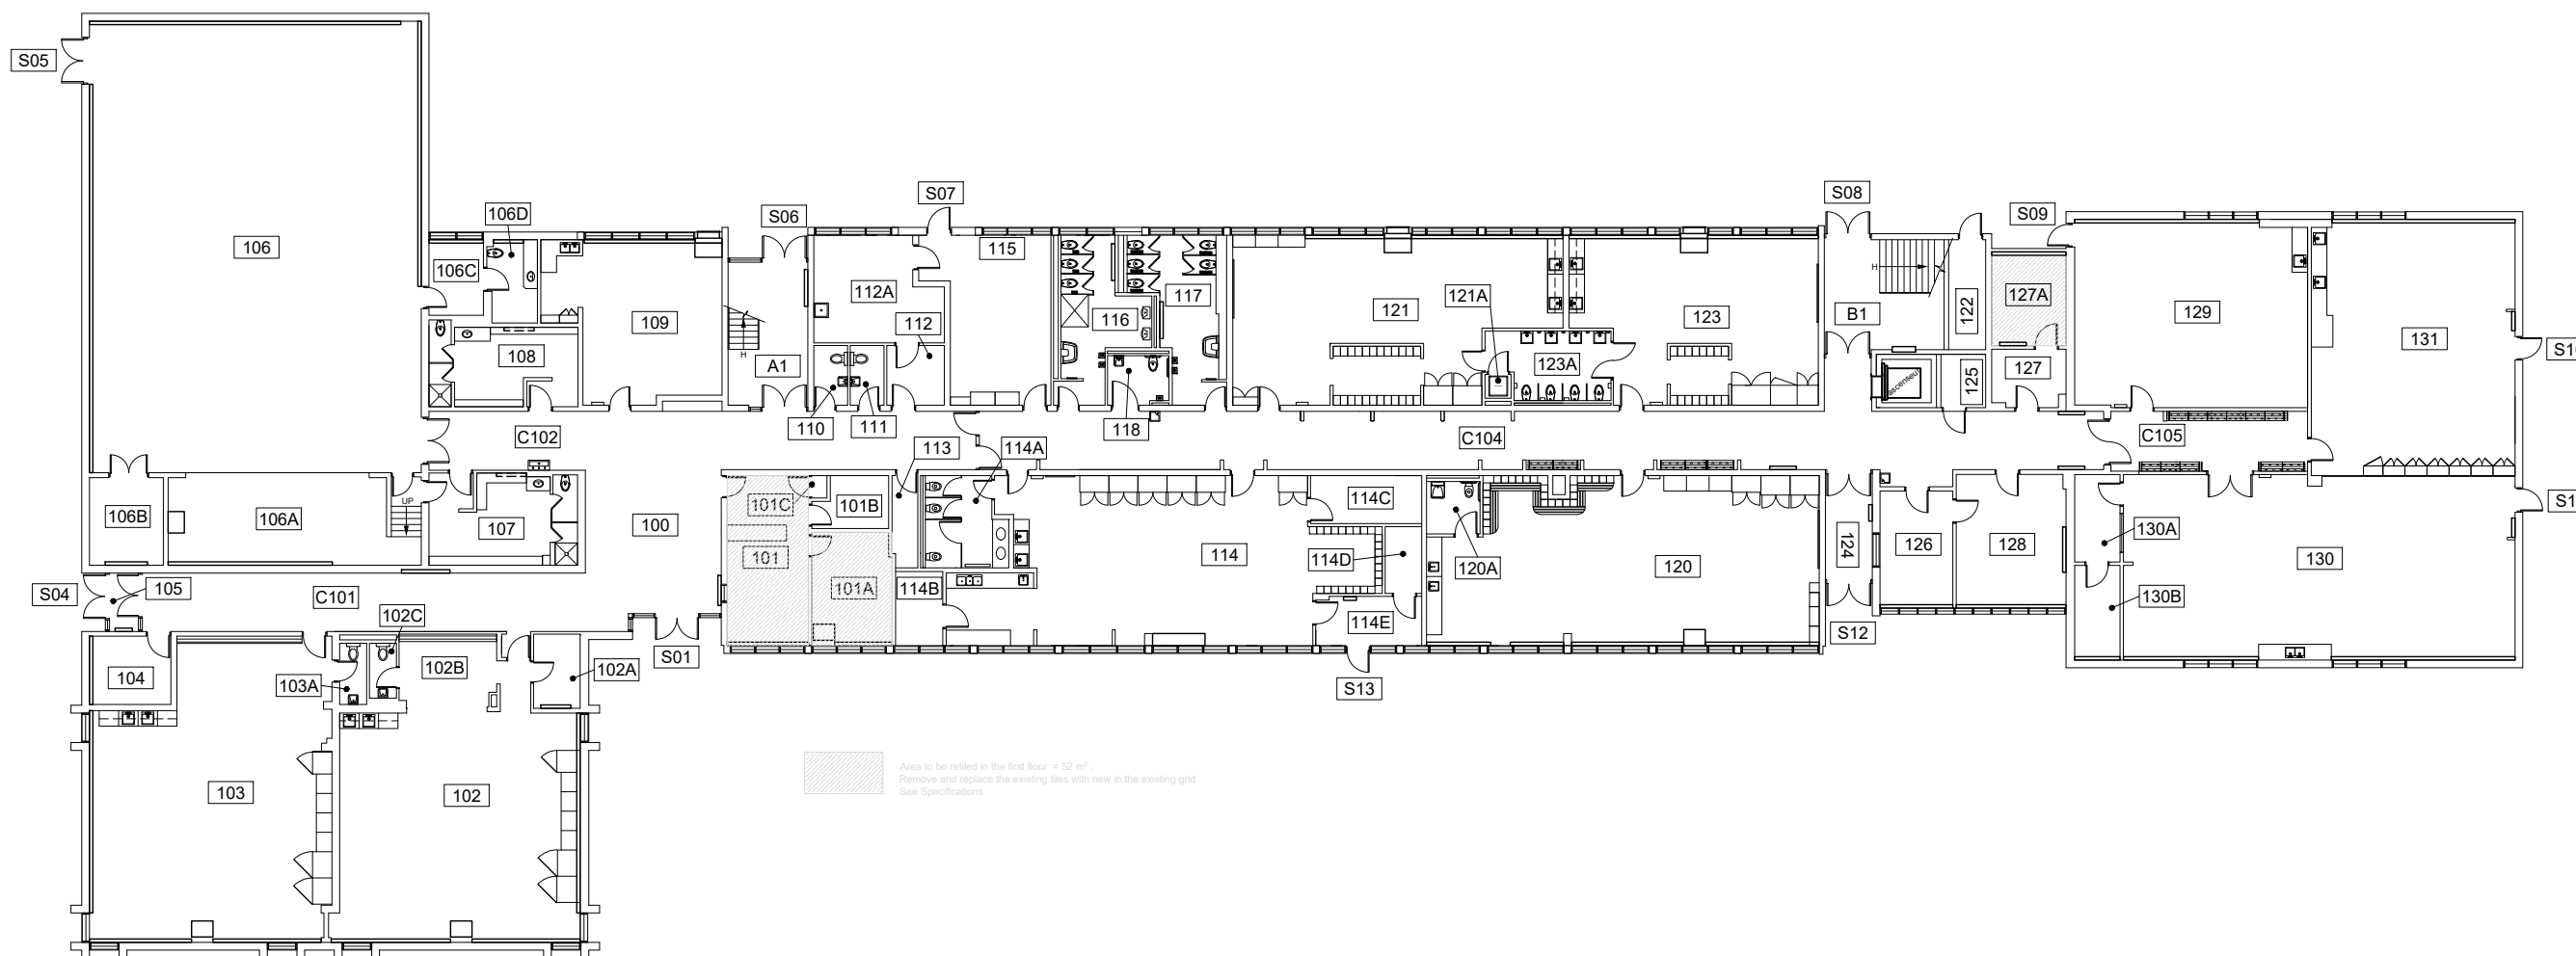 S05
106
106D
S06
S07
S08
S09
106C
115
112A
117
121A
121
123
B1
122
127A
129
131
109
108
112
116
123A
H
H
A1
127
125
ascenseur
S10
110
111
118
C102
113
114A
C104
C105
UP
106B
106A
107
100
101C
101B
114C
101
114
114D
120A
120
124
126
128
130A
130
S11
S04
105
C101
101A
114B
130B
102C
114E
S12
S01
104
103A
102B
102A
S13
103
102
Area to be retiled in the first floor = 52 m² ,
Remove and replace the existing tiles with new in the existing grid
See Specifications